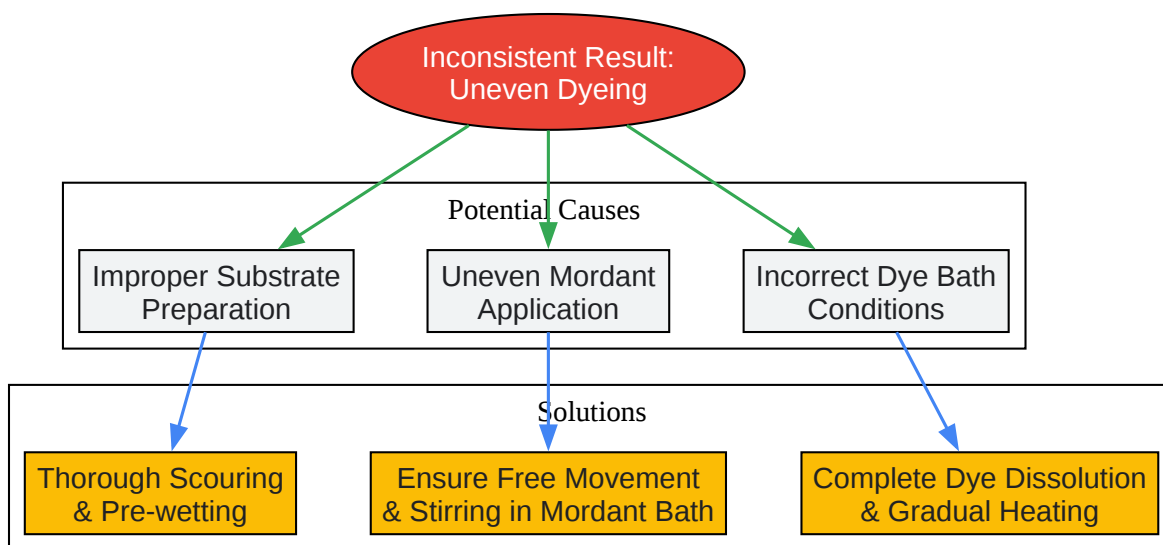 Inconsistent Result:
Uneven Dyeing
Potential Causes
Improper Substrate
Preparation
Uneven Mordant
Application
Incorrect Dye Bath
Conditions
Solutions
Thorough Scouring
& Pre-wetting
Ensure Free Movement
& Stirring in Mordant Bath
Complete Dye Dissolution
& Gradual Heating